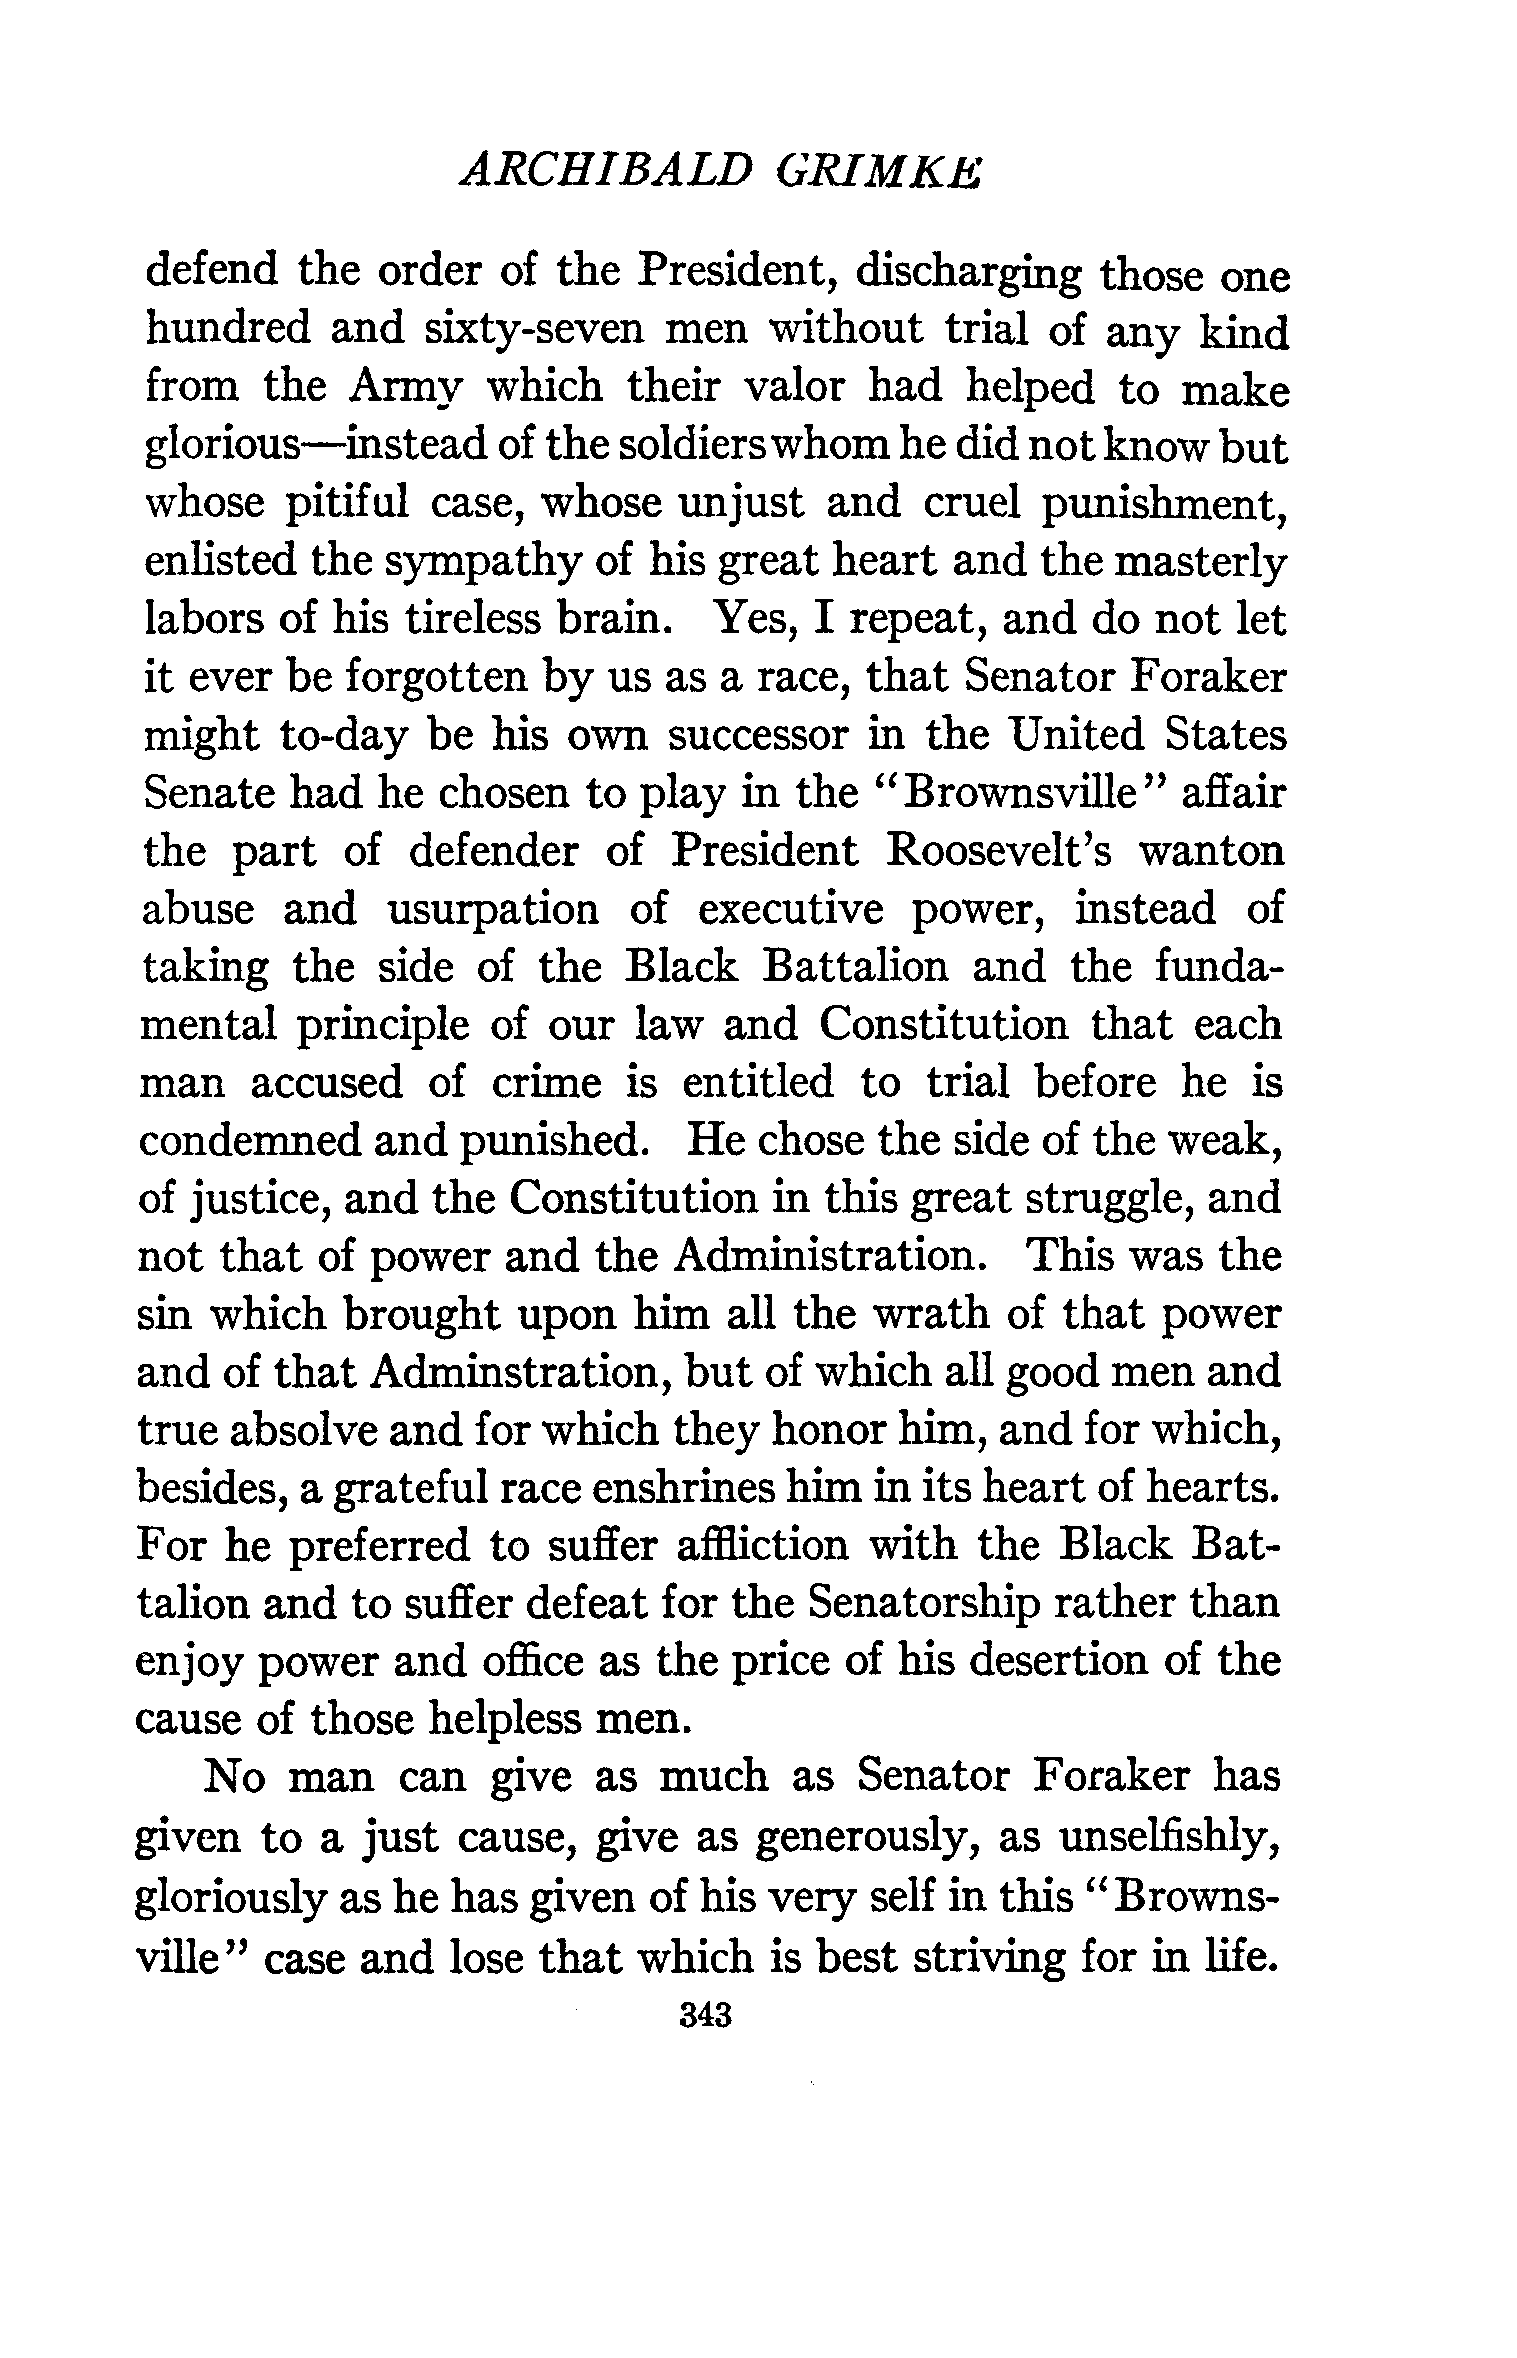 ARCHIBALD GRIMKE
defend the order of the President, discharging those one
hundred and sixty-seven men without trial of any kind
from the Army which their valor had helped to make
glorious—instead of the soldiers whom he did not know but
whose pitiful case, whose unjust and cruel punishment,
enlisted the sympathy of his great heart and the masterly
labors of his tireless brain. Yes, I repeat, and do not let
it ever be forgotten by us as a race, that Senator Foraker
might to-day be his own successor in the United States
Senate had he chosen to play in the “Brownsville” affair
the part of defender of President Roosevelt's wanton
abuse and usurpation of executive power, instead of
taking the side of the Black Battalion and the funda-
mental principle of our law and Constitution that each
man accused of crime is entitled to trial before he is
condemned and punished. He chose the side of the weak,
of justice, and the Constitution in this great struggle, and
not that of power and the Administration. This was the
sin which brought upon him all the wrath of that power
and of that Adminstration, but of which all good men and
true absolve and for which they honor him, and for which,
besides, a grateful race enshrines him in its heart of hearts.
For he preferred to suffer affliction with the Black Bat-
talion and to suffer defeat for the Senatorship rather than
enjoy power and office as the price of his desertion of the
cause of those helpless men.
No man can give as much as Senator Foraker has
given to a just cause, give as generously, as unselfishly,
gloriously as he has given of his very self in this “Browns-
ville” case and lose that which is best striving for in life.
343